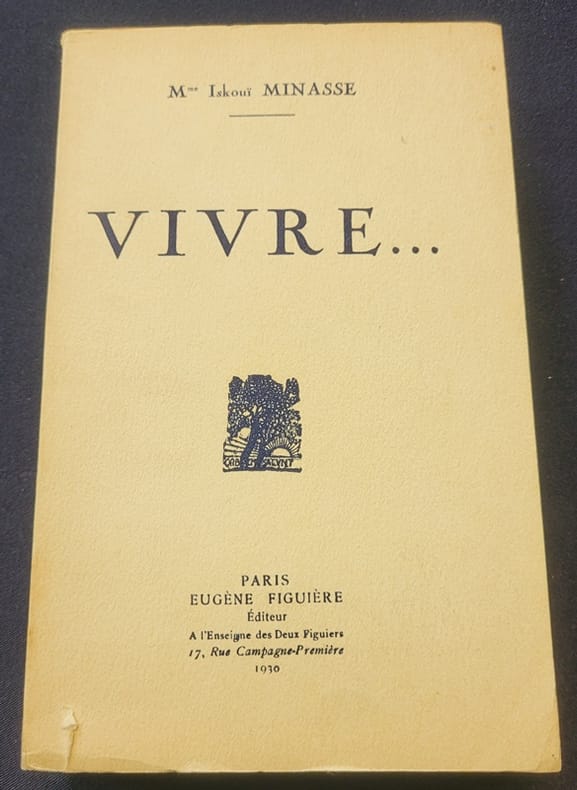 Mme Iskouï MINASSE
VIVRE...
PARIS
EUGÈNE FIGUIÈRE
Éditeur
A l'Enseigne des Deux Figuiers
17, Rue Campagne-Première
1930